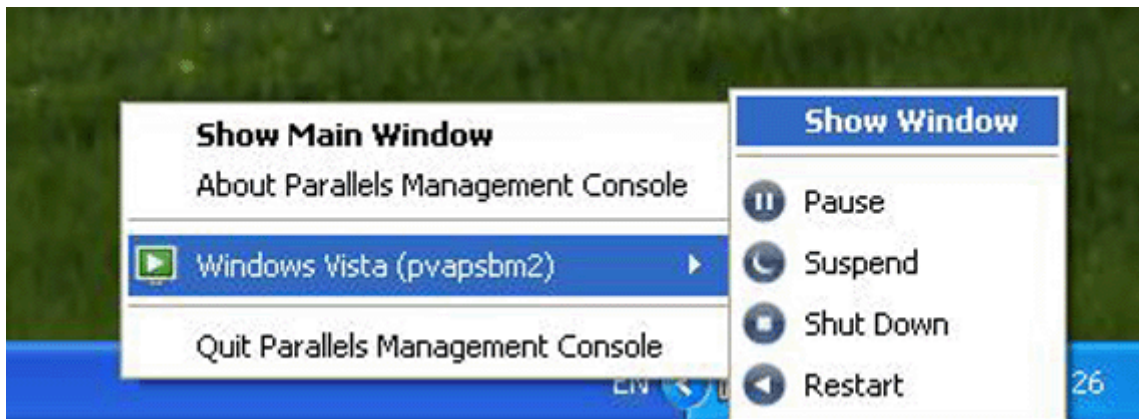 Show Main Window
About Parallels Management Console
Windows Vista (pvapsbm2)
Quit Parallels Management Console
Show Window
Pause
Suspend
Shut Down
Restart
EN
26